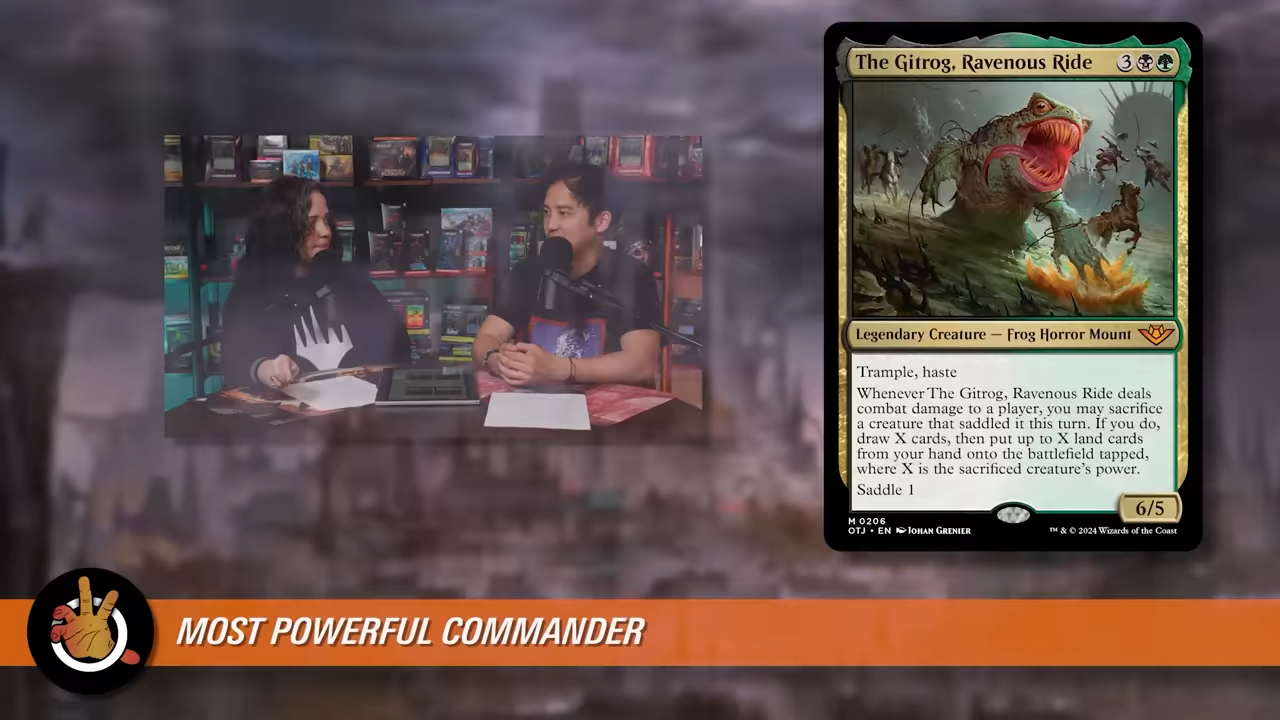 The Gitrog, Ravenous Ride 3
Legendary Creature — Frog Horror Mount
Trample, haste
Whenever The Gitrog, Ravenous Ride deals
combat damage to a player, you may sacrifice
a creature that saddled it this turn. If you do,
draw X cards, then put up to X land cards
from your hand onto the battlefield tapped,
where X is the sacrificed creature's power.
Saddle 1
6/5
M 0206
OTJ • EN JOHAN GRENIER
™ & © 2024 Wizards of the Coast
MOST POWERFUL COMMANDER